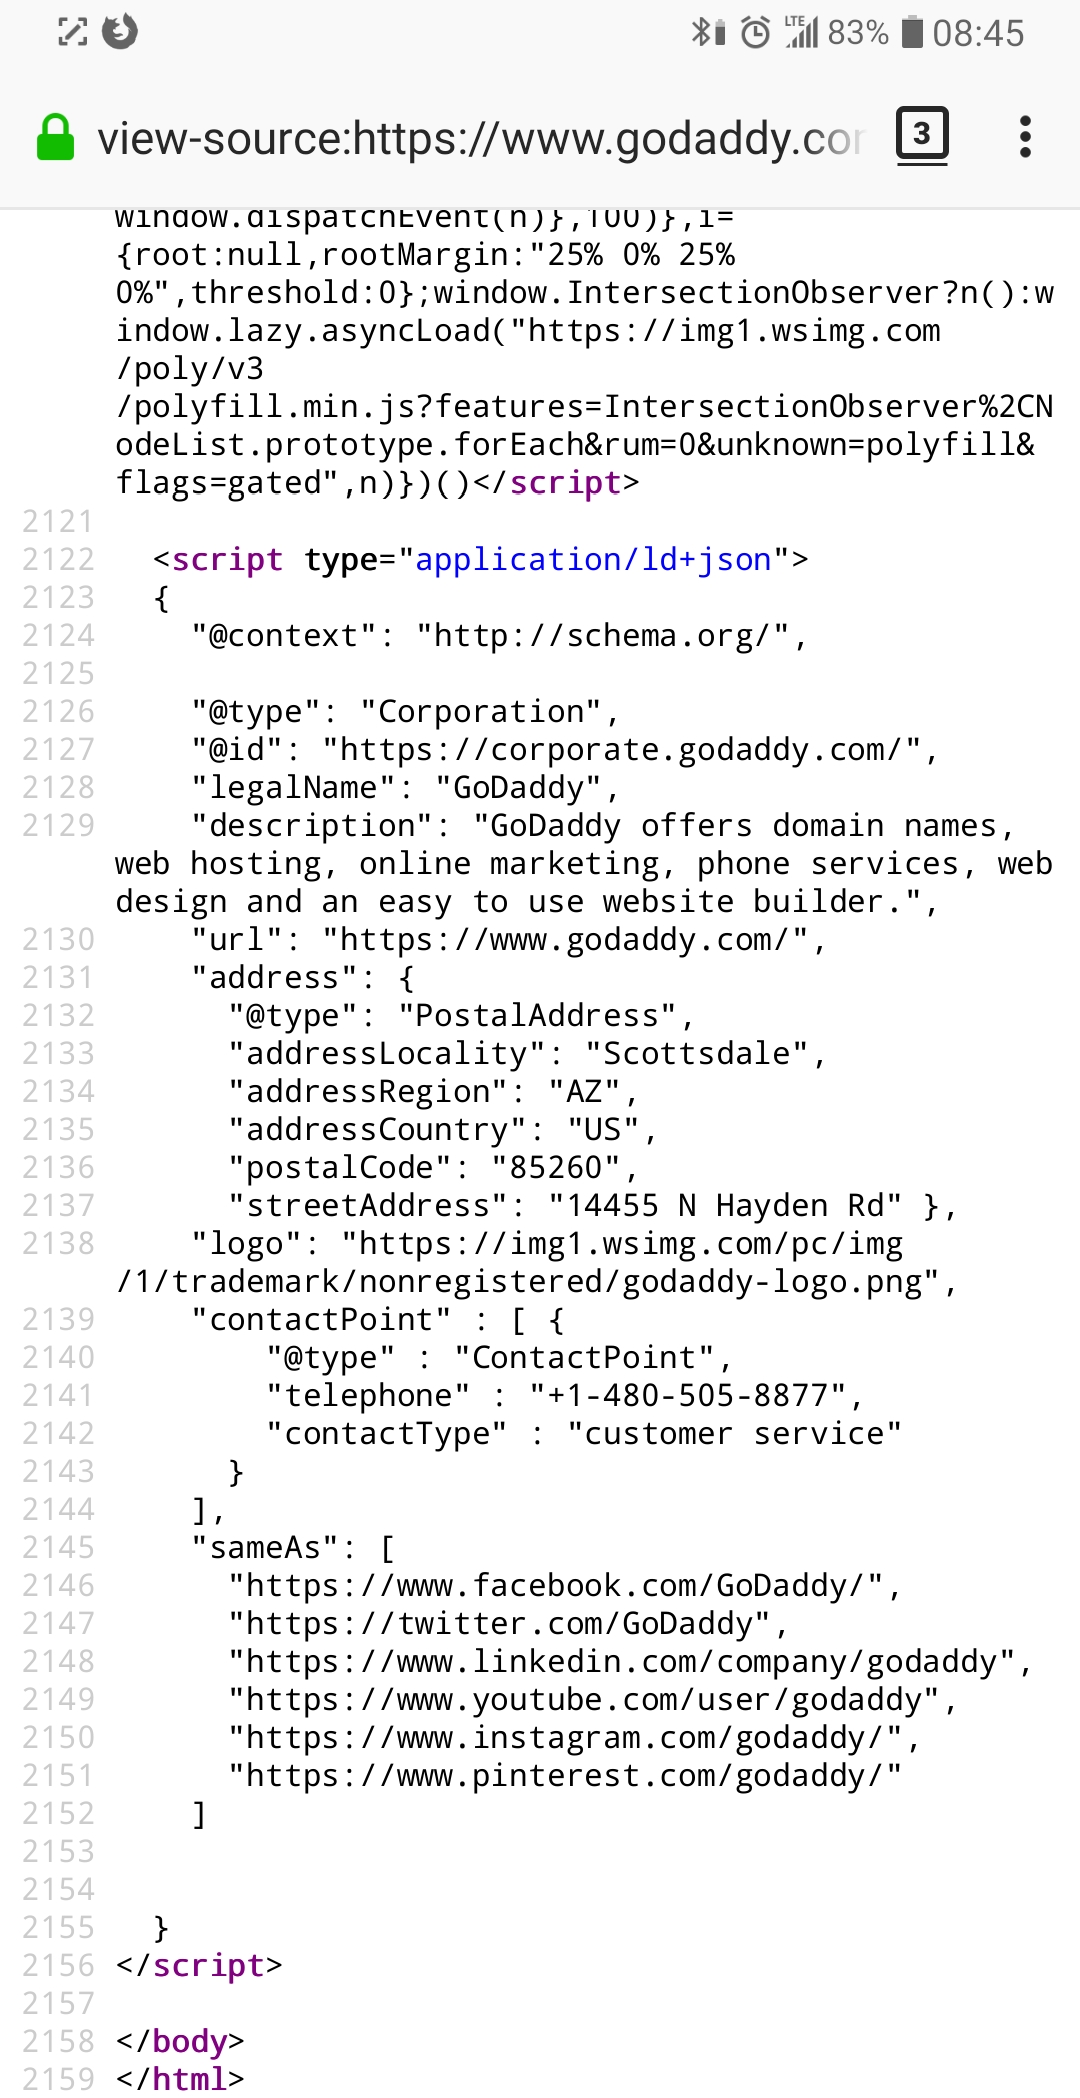 83% 08:45
LTE
view-source:https://www.godaddy.cor
3
window.dispatchEvent(n)},100)},i=
{root:null,rootMargin:"25% 0% 25%
0%",threshold:0};window.IntersectionObserver?n():w
indow.lazy.asyncLoad("https://img1.wsimg.com
/poly/v3
/polyfill.min.js?features=IntersectionObserver%2CN
odeList.prototype.forEach&rum=0&unknown=polyfill&
flags=gated",n)})()</script>
2121
2122 <script type="application/ld+json">
2123 {
2124 "@context": "http://schema.org/",
2125
2126 "@type": "Corporation",
2127 "@id": "https://corporate.godaddy.com/",
2128 "legalName": "GoDaddy",
2129 "description": "GoDaddy offers domain names,
web hosting, online marketing, phone services, web
design and an easy to use website builder.",
2130 "url": "https://www.godaddy.com/",
2131 "address": {
2132 "@type": "PostalAddress",
2133 "addressLocality": "Scottsdale",
2134 "addressRegion": "AZ",
2135 "addressCountry": "US",
2136 "postalCode": "85260",
2137 "streetAddress": "14455 N Hayden Rd" },
2138 "logo": "https://img1.wsimg.com/pc/img
/1/trademark/nonregistered/godaddy-logo.png",
2139 "contactPoint" : [ {
2140 "@type" : "ContactPoint",
2141 "telephone" : "+1-480-505-8877",
2142 "contactType" : "customer service"
2143 }
2144 ],
2145 "sameAs": [
2146 "https://www.facebook.com/GoDaddy/",
2147 "https://twitter.com/GoDaddy",
2148 "https://www.linkedin.com/company/godaddy",
2149 "https://www.youtube.com/user/godaddy",
2150 "https://www.instagram.com/godaddy/",
2151 "https://www.pinterest.com/godaddy/"
2152 ]
2153
2154
2155 }
2156 </script>
2157
2158 </body>
2159 </html>